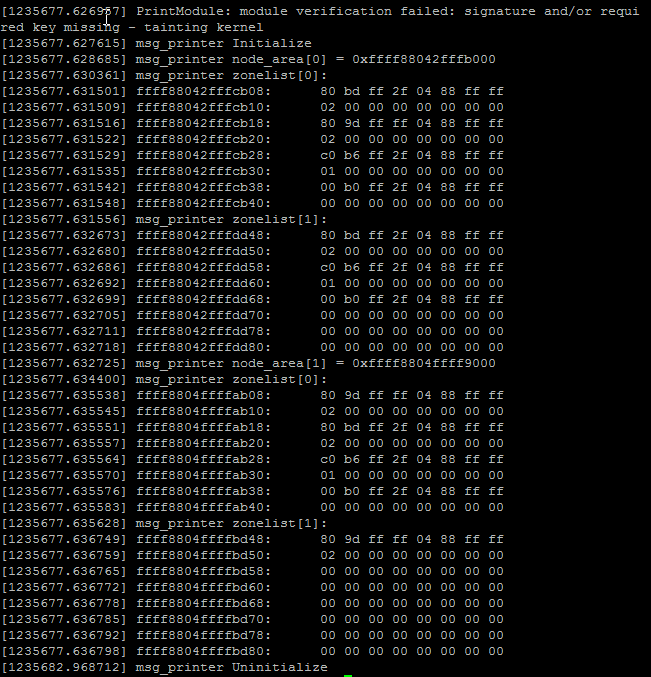 [1235677.626967] PrintModule: module verification failed: signature and/or requi
red key missing - tainting kernel
[1235677.627615] msg_printer Initialize
[1235677.628685] msg_printer node_area[0] = 0xffff88042fffb000
[1235677.630361] msg_printer zonelist[0]:
[1235677.631501] ffff88042fffcb08:      80 bd ff 2f 04 88 ff ff
[1235677.631509] ffff88042fffcb10:      02 00 00 00 00 00 00 00
[1235677.631516] ffff88042fffcb18:      80 9d ff ff 04 88 ff ff
[1235677.631522] ffff88042fffcb20:      02 00 00 00 00 00 00 00
[1235677.631529] ffff88042fffcb28:      c0 b6 ff 2f 04 88 ff ff
[1235677.631535] ffff88042fffcb30:      01 00 00 00 00 00 00 00
[1235677.631542] ffff88042fffcb38:      00 b0 ff 2f 04 88 ff ff
[1235677.631548] ffff88042fffcb40:      00 00 00 00 00 00 00 00
[1235677.631556] msg_printer zonelist[1]:
[1235677.632673] ffff88042fffdd48:      80 bd ff 2f 04 88 ff ff
[1235677.632680] ffff88042fffdd50:      02 00 00 00 00 00 00 00
[1235677.632686] ffff88042fffdd58:      c0 b6 ff 2f 04 88 ff ff
[1235677.632692] ffff88042fffdd60:      01 00 00 00 00 00 00 00
[1235677.632699] ffff88042fffdd68:      00 b0 ff 2f 04 88 ff ff
[1235677.632705] ffff88042fffdd70:      00 00 00 00 00 00 00 00
[1235677.632711] ffff88042fffdd78:      00 00 00 00 00 00 00 00
[1235677.632718] ffff88042fffdd80:      00 00 00 00 00 00 00 00
[1235677.632725] msg_printer node_area[1] = 0xffff8804ffff9000
[1235677.634400] msg_printer zonelist[0]:
[1235677.635538] ffff8804ffffab08:      80 9d ff ff 04 88 ff ff
[1235677.635545] ffff8804ffffab10:      02 00 00 00 00 00 00 00
[1235677.635551] ffff8804ffffab18:      80 bd ff 2f 04 88 ff ff
[1235677.635557] ffff8804ffffab20:      02 00 00 00 00 00 00 00
[1235677.635564] ffff8804ffffab28:      c0 b6 ff 2f 04 88 ff ff
[1235677.635570] ffff8804ffffab30:      01 00 00 00 00 00 00 00
[1235677.635576] ffff8804ffffab38:      00 b0 ff 2f 04 88 ff ff
[1235677.635583] ffff8804ffffab40:      00 00 00 00 00 00 00 00
[1235677.635628] msg_printer zonelist[1]:
[1235677.636749] ffff8804ffffbd48:      80 9d ff ff 04 88 ff ff
[1235677.636759] ffff8804ffffbd50:      02 00 00 00 00 00 00 00
[1235677.636765] ffff8804ffffbd58:      00 00 00 00 00 00 00 00
[1235677.636772] ffff8804ffffbd60:      00 00 00 00 00 00 00 00
[1235677.636778] ffff8804ffffbd68:      00 00 00 00 00 00 00 00
[1235677.636785] ffff8804ffffbd70:      00 00 00 00 00 00 00 00
[1235677.636792] ffff8804ffffbd78:      00 00 00 00 00 00 00 00
[1235677.636798] ffff8804ffffbd80:      00 00 00 00 00 00 00 00
[1235682.968712] msg_printer Uninitialize